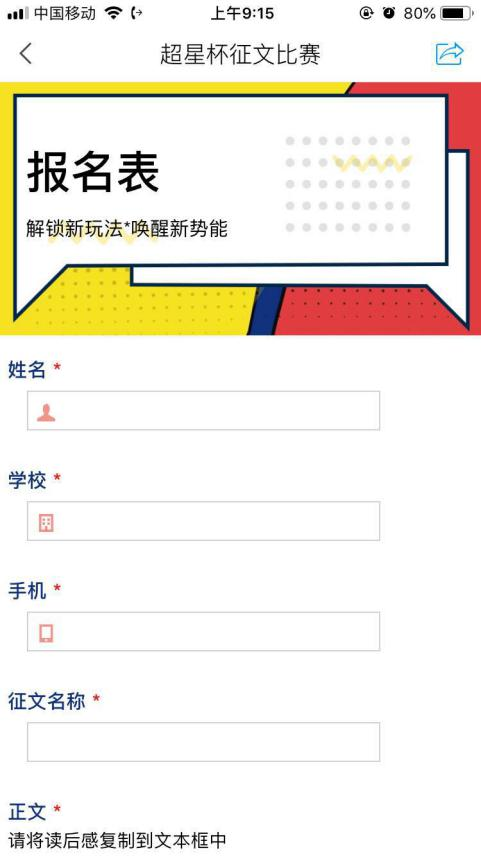 中国移动 上午9:15 80%
超星杯征文比赛
报名表
解锁新玩法*唤醒新势能
姓名 *
学校 *
手机 *
征文名称 *
正文 *
请将读后感复制到文本框中